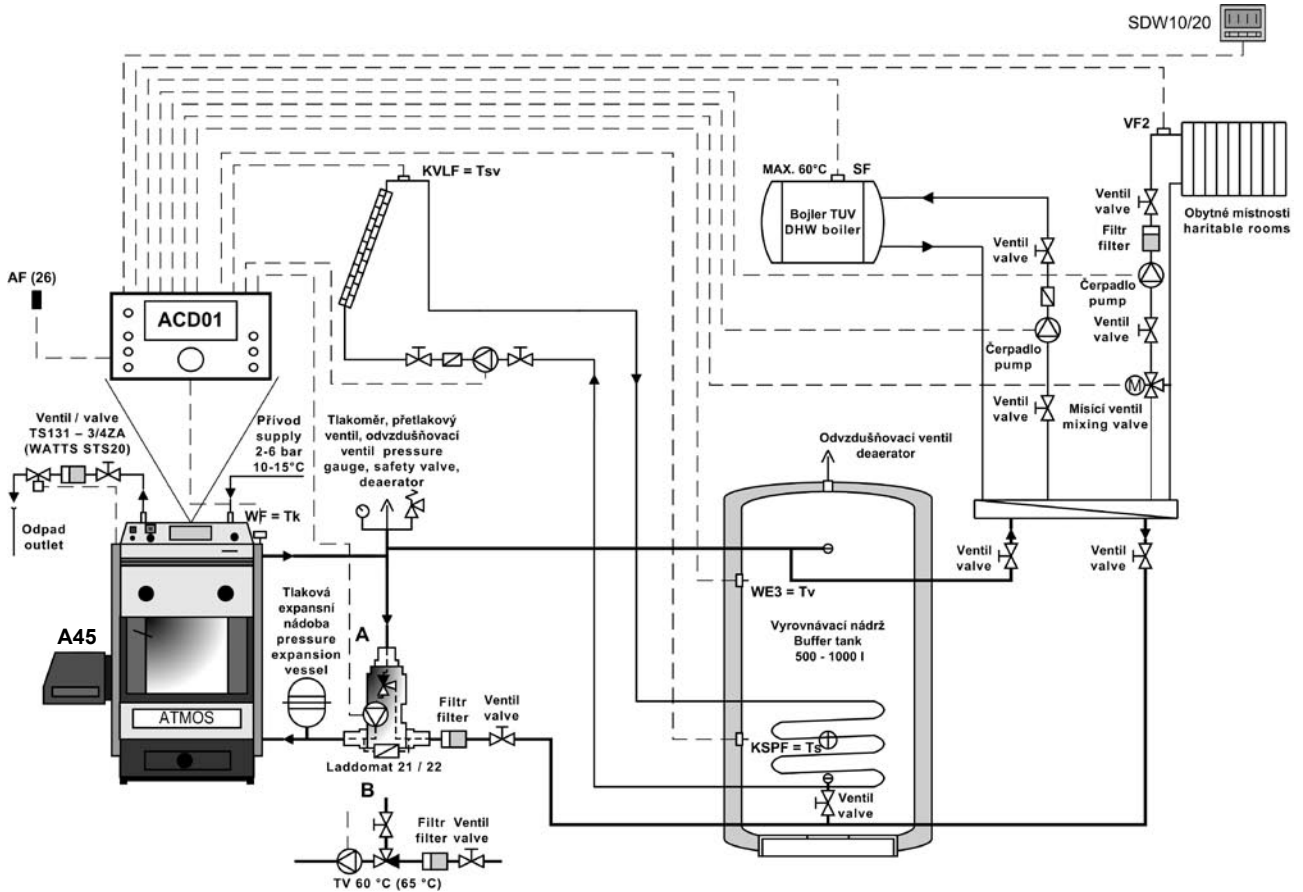 SDW10/20
VF2
KVLF = Tsv
MAX. 60°C SF
Bojler TUV
DHW boiler
Ventil
valve
Obytné místnosti
haritable rooms
Ventil
valve
Filtr
filter
AF (26)
ACD01
Čerpadlo
pump
Čerpadlo
pump
Ventil
valve
Ventil
valve
Mísící ventil
mixing valve
Ventil / valve
TS131 – 3/4ZA
(WATTS STS20)
Přívod
supply
2-6 bar
10-15°C
Tlakoměr, přetlakový
ventil, odvzdušňovací
ventil pressure
gauge, safety valve,
deaerator
Odvzdušňovací ventil
deaerator
WF = Tk
Odpad
outlet
Ventil
valve
Ventil
valve
WE3 = Tv
Tlaková
expansní
nádoba
pressure
expansion
vessel
A
Vyrovnávací nádrž
Buffer tank
500 - 1000 l
A45
ATMOS
Filtr
filter
Ventil
valve
KSPF = Ts
Laddomat 21 / 22
B
Ventil
valve
Filtr Ventil
filter valve
TV 60 °C (65 °C)
M